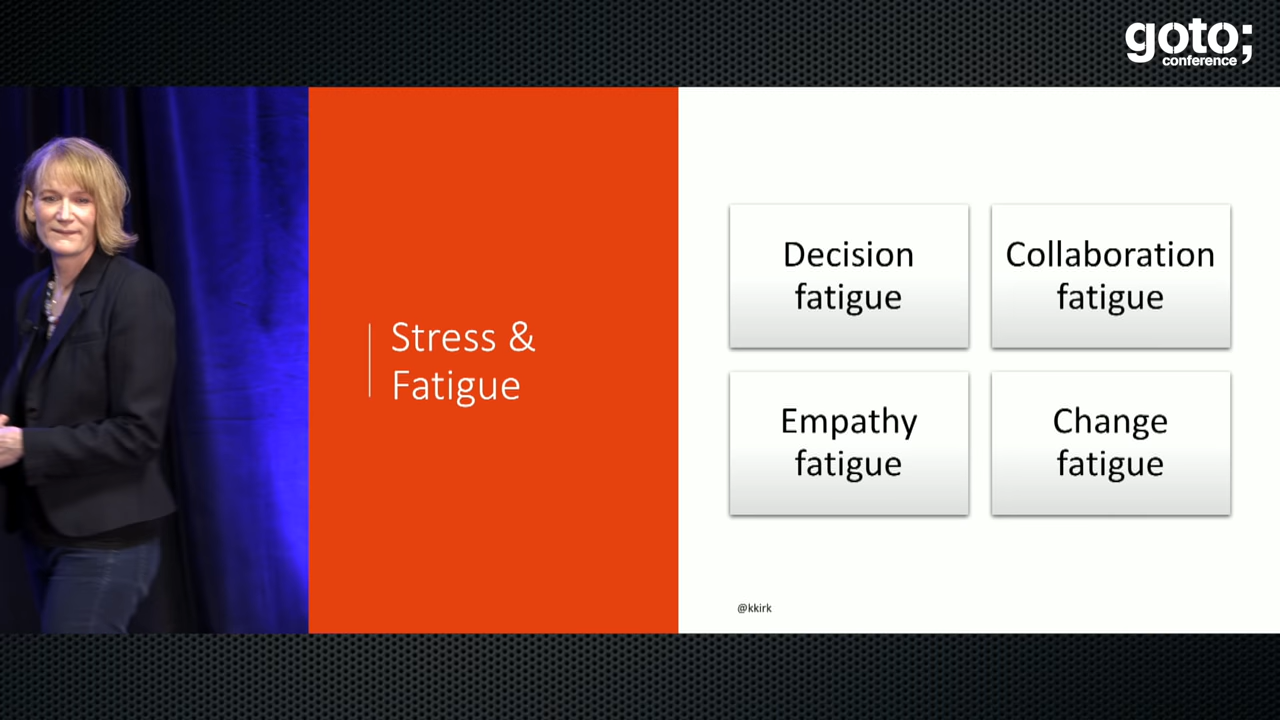 goto;
conference
Stress &
Fatigue
Decision
fatigue
Collaboration
fatigue
Empathy
fatigue
Change
fatigue
@kkirk